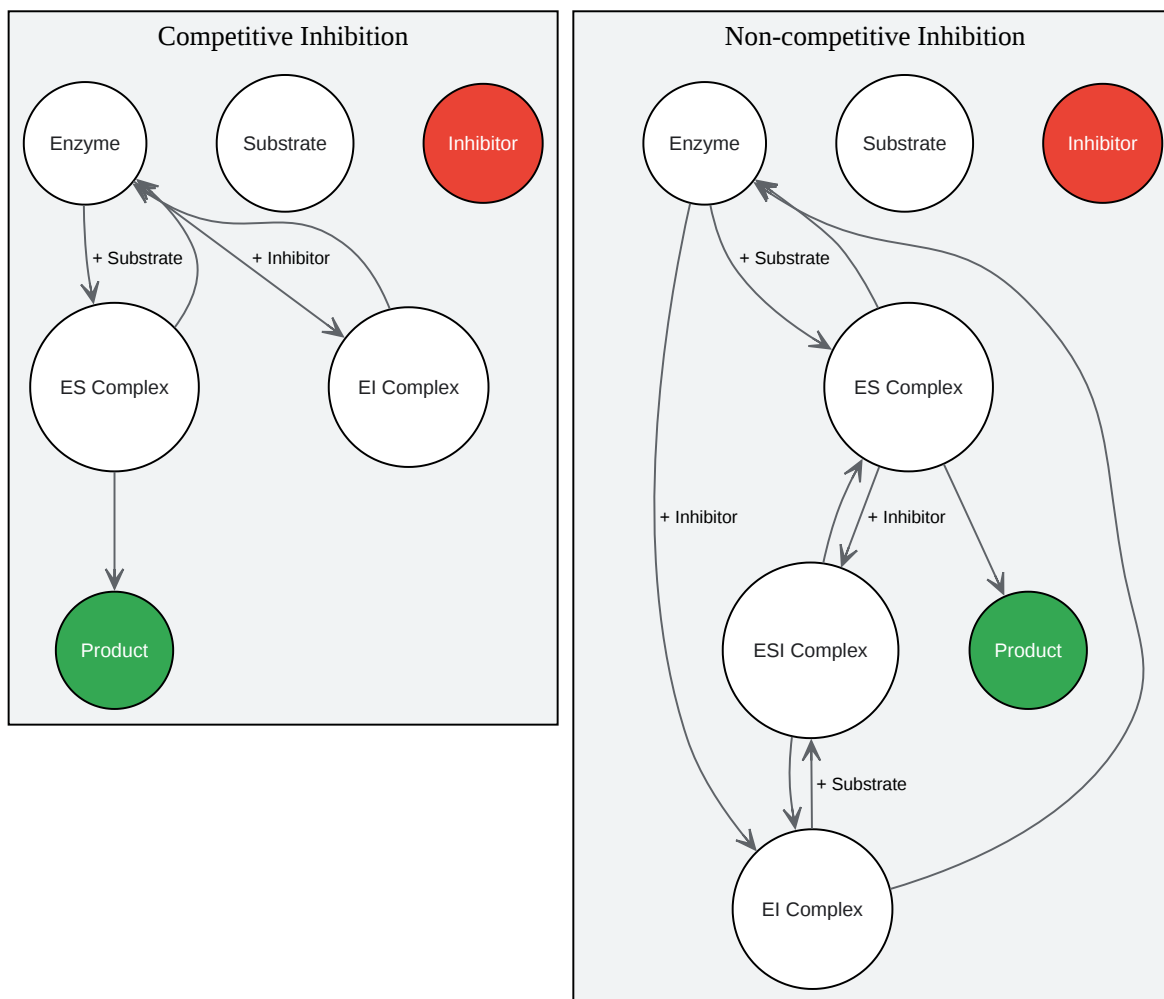 Competitive Inhibition
Enzyme
Substrate
Inhibitor
+ Substrate
+ Inhibitor
ES Complex
EI Complex
Product
Non-competitive Inhibition
Enzyme
Substrate
Inhibitor
+ Substrate
ES Complex
+ Inhibitor
+ Inhibitor
ESI Complex
Product
+ Substrate
EI Complex